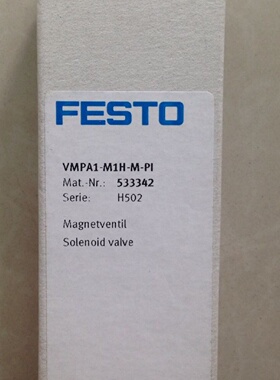 FESTO
VMPA1-M1H-M-PI
Mat.-Nr.: 533342
Serie: H502
Magnetventil
Solenoid valve